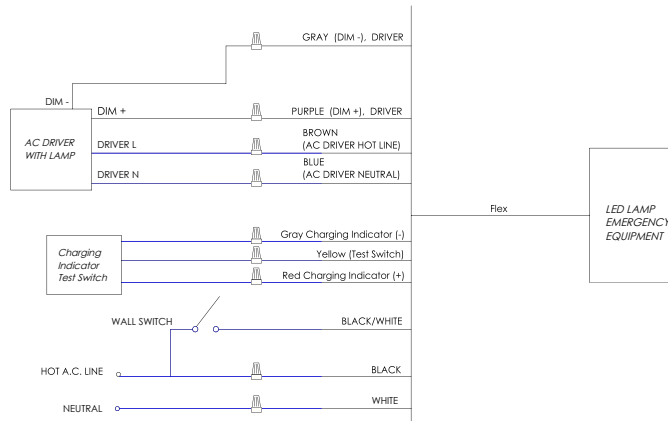 GRAY (DIM -), DRIVER
DIM -
DIM +
PURPLE (DIM +), DRIVER
AC DRIVER
WITH LAMP
DRIVER L
BROWN
(AC DRIVER HOT LINE)
BLUE
(AC DRIVER NEUTRAL)
DRIVER N
Flex
LED LAMP
EMERGENCY
EQUIPMENT
Gray Charging Indicator (-)
Charging
Indicator
Test Switch
Yellow (Test Switch)
Red Charging Indicator (+)
WALL SWITCH
BLACK/WHITE
HOT A.C. LINE
BLACK
NEUTRAL
WHITE